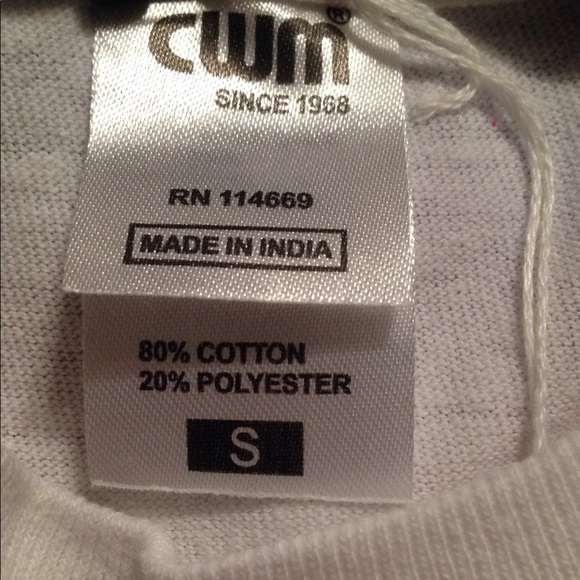 cwm®
SINCE 1968
RN 114669
MADE IN INDIA
80% COTTON
20% POLYESTER
S